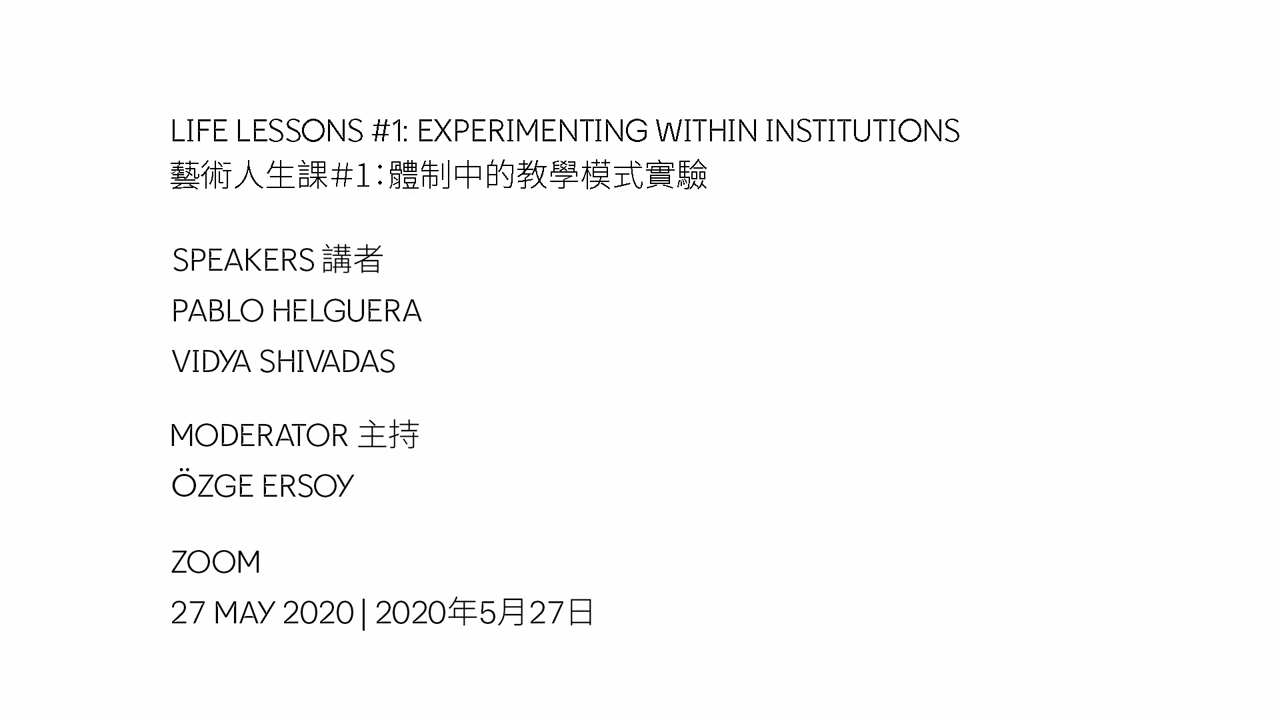 LIFE LESSONS #1: EXPERIMENTING WITHIN INSTITUTIONS
藝術人生課#1：體制中的教學模式實驗
SPEAKERS 講者
PABLO HELGUERA
VIDYA SHIVADAS
MODERATOR 主持
ÖZGE ERSOY
ZOOM
27 MAY 2020 | 2020年5月27日